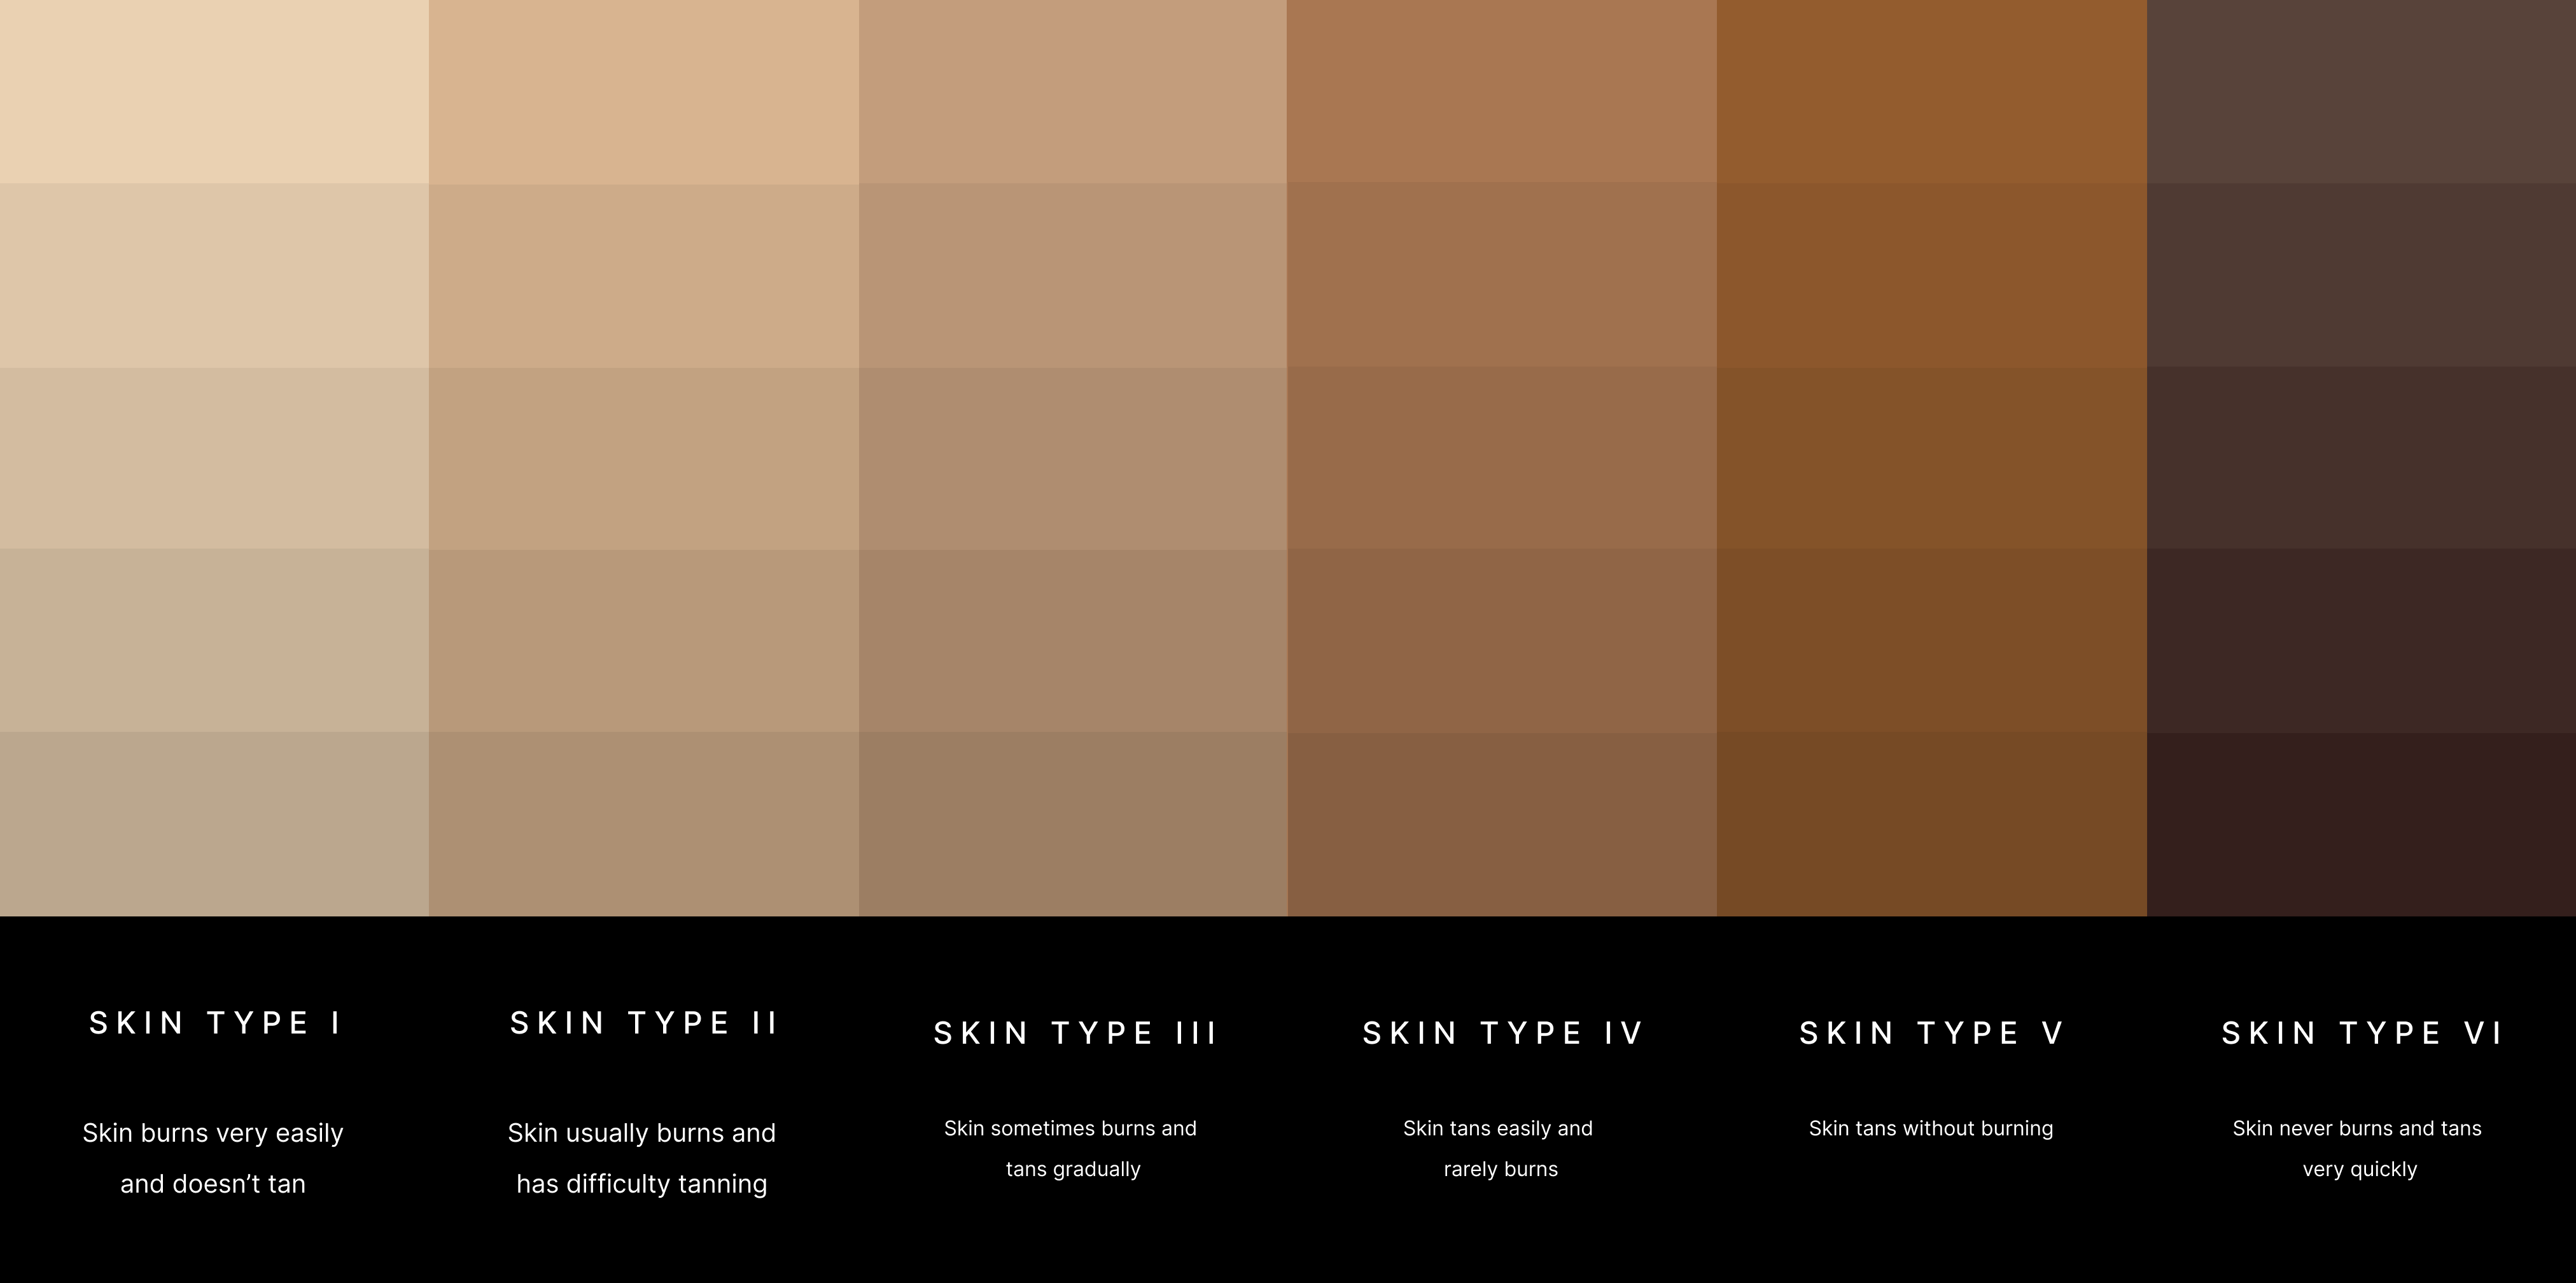 SKIN TYPE I
Skin burns very easily
and doesn’t tan
SKIN TYPE II
Skin usually burns and
has difficulty tanning
SKIN TYPE III
Skin sometimes burns and
tans gradually
SKIN TYPE IV
Skin tans easily and
rarely burns
SKIN TYPE V
Skin tans without burning
SKIN TYPE VI
Skin never burns and tans
very quickly